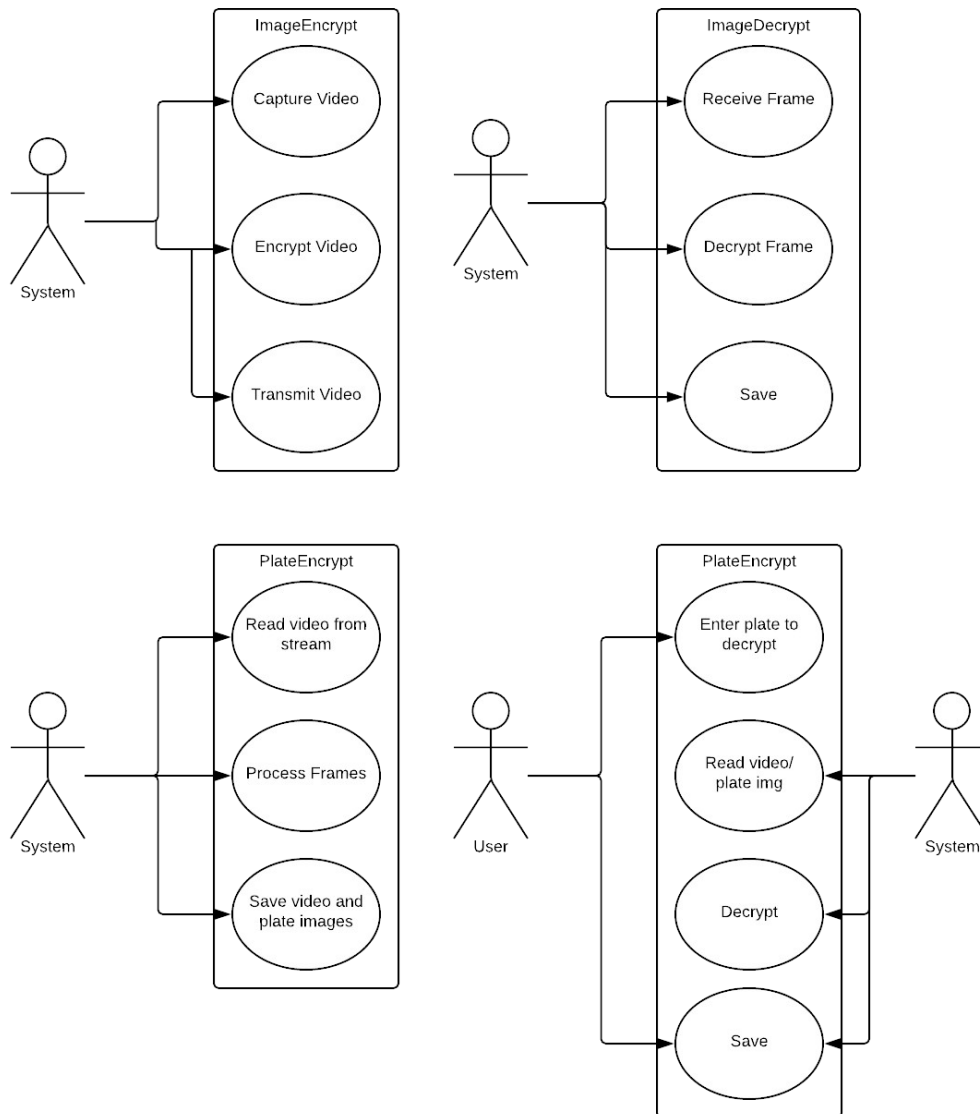 ImageEncrypt
Capture Video
Encrypt Video
Transmit Video
System
ImageDecrypt
Receive Frame
Decrypt Frame
Save
System
PlateEncrypt
Read video from
stream
Process Frames
Save video and
plate images
System
PlateEncrypt
Enter plate to
decrypt
Read video/
plate img
Decrypt
Save
User
System